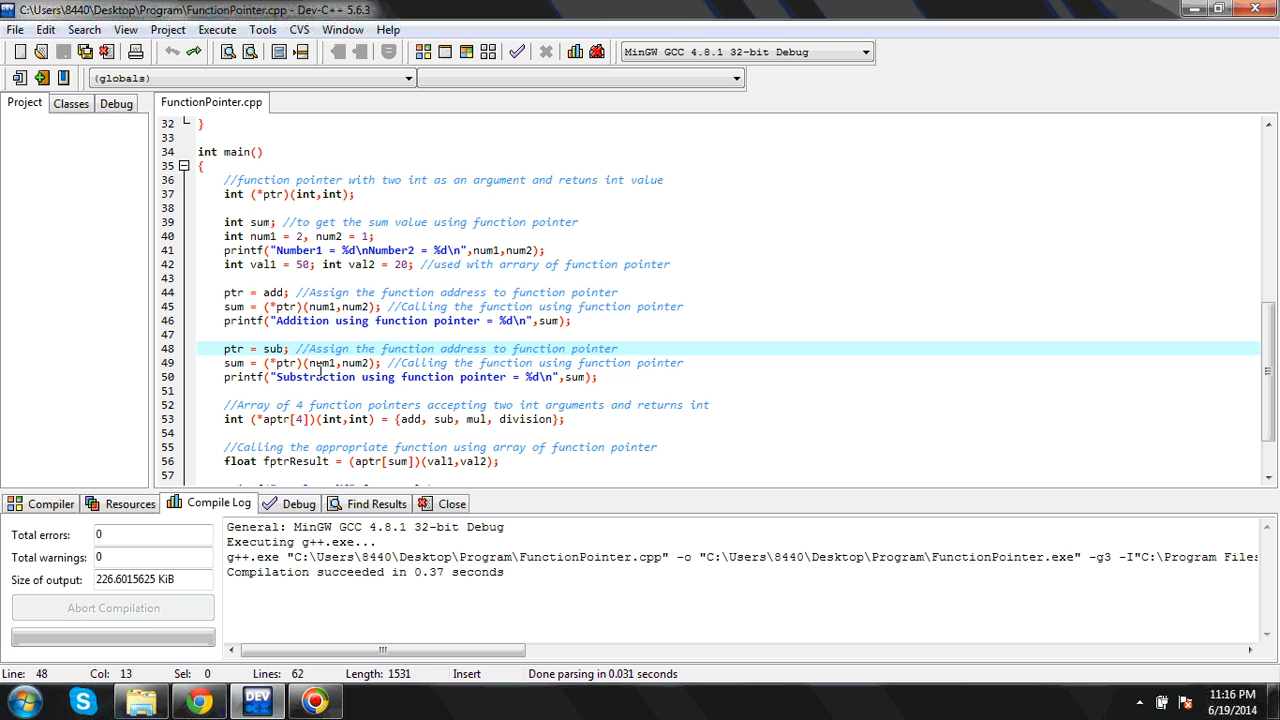 C:\Users\8440\Desktop\Program\FunctionPointer.cpp - Dev-C++ 5.6.3
File Edit Search View Project Execute Tools CVS Window Help
MinGW GCC 4.8.1 32-bit Debug
(globals)
Project Classes Debug FunctionPointer.cpp
32 }
33
34 int main()
35 {
36 //function pointer with two int as an argument and retuns int value
37 int (*ptr)(int,int);
38
39 int sum; //to get the sum value using function pointer
40 int num1 = 2, num2 = 1;
41 printf("Number1 = %d\nNumber2 = %d\n",num1,num2);
42 int val1 = 50; int val2 = 20; //used with arrary of function pointer
43
44 ptr = add; //Assign the function address to function pointer
45 sum = (*ptr)(num1,num2); //Calling the function using function pointer
46 printf("Addition using function pointer = %d\n",sum);
47
48 ptr = sub; //Assign the function address to function pointer
49 sum = (*ptr)(num1,num2); //Calling the function using function pointer
50 printf("Substraction using function pointer = %d\n",sum);
51
52 //Array of 4 function pointers accepting two int arguments and returns int
53 int (*aptr[4])(int,int) = {add, sub, mul, division};
54
55 //Calling the appropriate function using array of function pointer
56 float fptrResult = (aptr[sum])(val1,val2);
57
Compiler Resources Compile Log Debug Find Results Close
Total errors: 0
Total warnings: 0
Size of output: 226.6015625 KiB
Abort Compilation
General: MinGW GCC 4.8.1 32-bit Debug
Executing g++.exe...
g++.exe "C:\Users\8440\Desktop\Program\FunctionPointer.cpp" -o "C:\Users\8440\Desktop\Program\FunctionPointer.exe" -g3 -I"C:\Program Files
Compilation succeeded in 0.37 seconds
Line: 48 Col: 13 Sel: 0 Lines: 62 Length: 1531 Insert Done parsing in 0.031 seconds
DEV
11:16 PM
6/19/2014